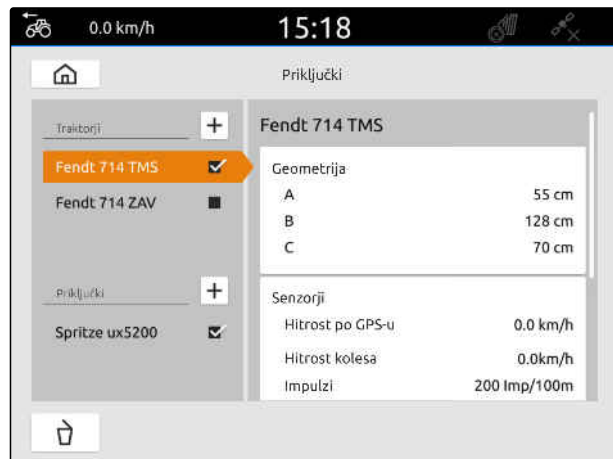 0.0 km/h 15:18
Priključki
Traktorji
Fendt 714 TMS
Fendt 714 ZAV
Priključki
Spritze ux5200
Fendt 714 TMS
Geometrija
A 55 cm
B 128 cm
C 70 cm
Senzorji
Hitrost po GPS-u 0.0 km/h
Hitrost kolesa 0.0km/h
Impulzi 200 Imp/100m